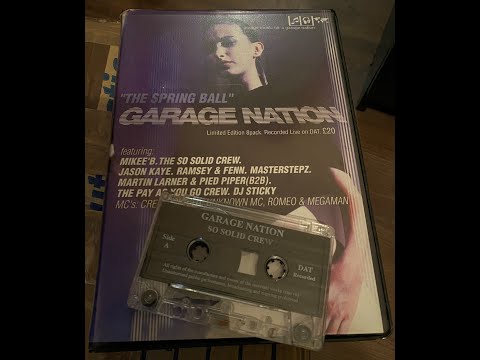 "THE SPRING BALL"
GARAGE NATION
Limited Edition 8pack. Recorded Live on DAT. £20
featuring:
MIKEE'B. THE SO SOLID CREW.
JASON KAYE. RAMSEY & FENN. MASTERSTEPZ.
MARTIN LARNER & PIED PIPER(B2B).
THE PAY AS YOU GO CREW. DJ STICKY
MC's: CRE UNKNOWN MC, ROMEO & MEGAMAN
GARAGE NATION
SO SOLID CREW
Side
A
DAT
Recorded